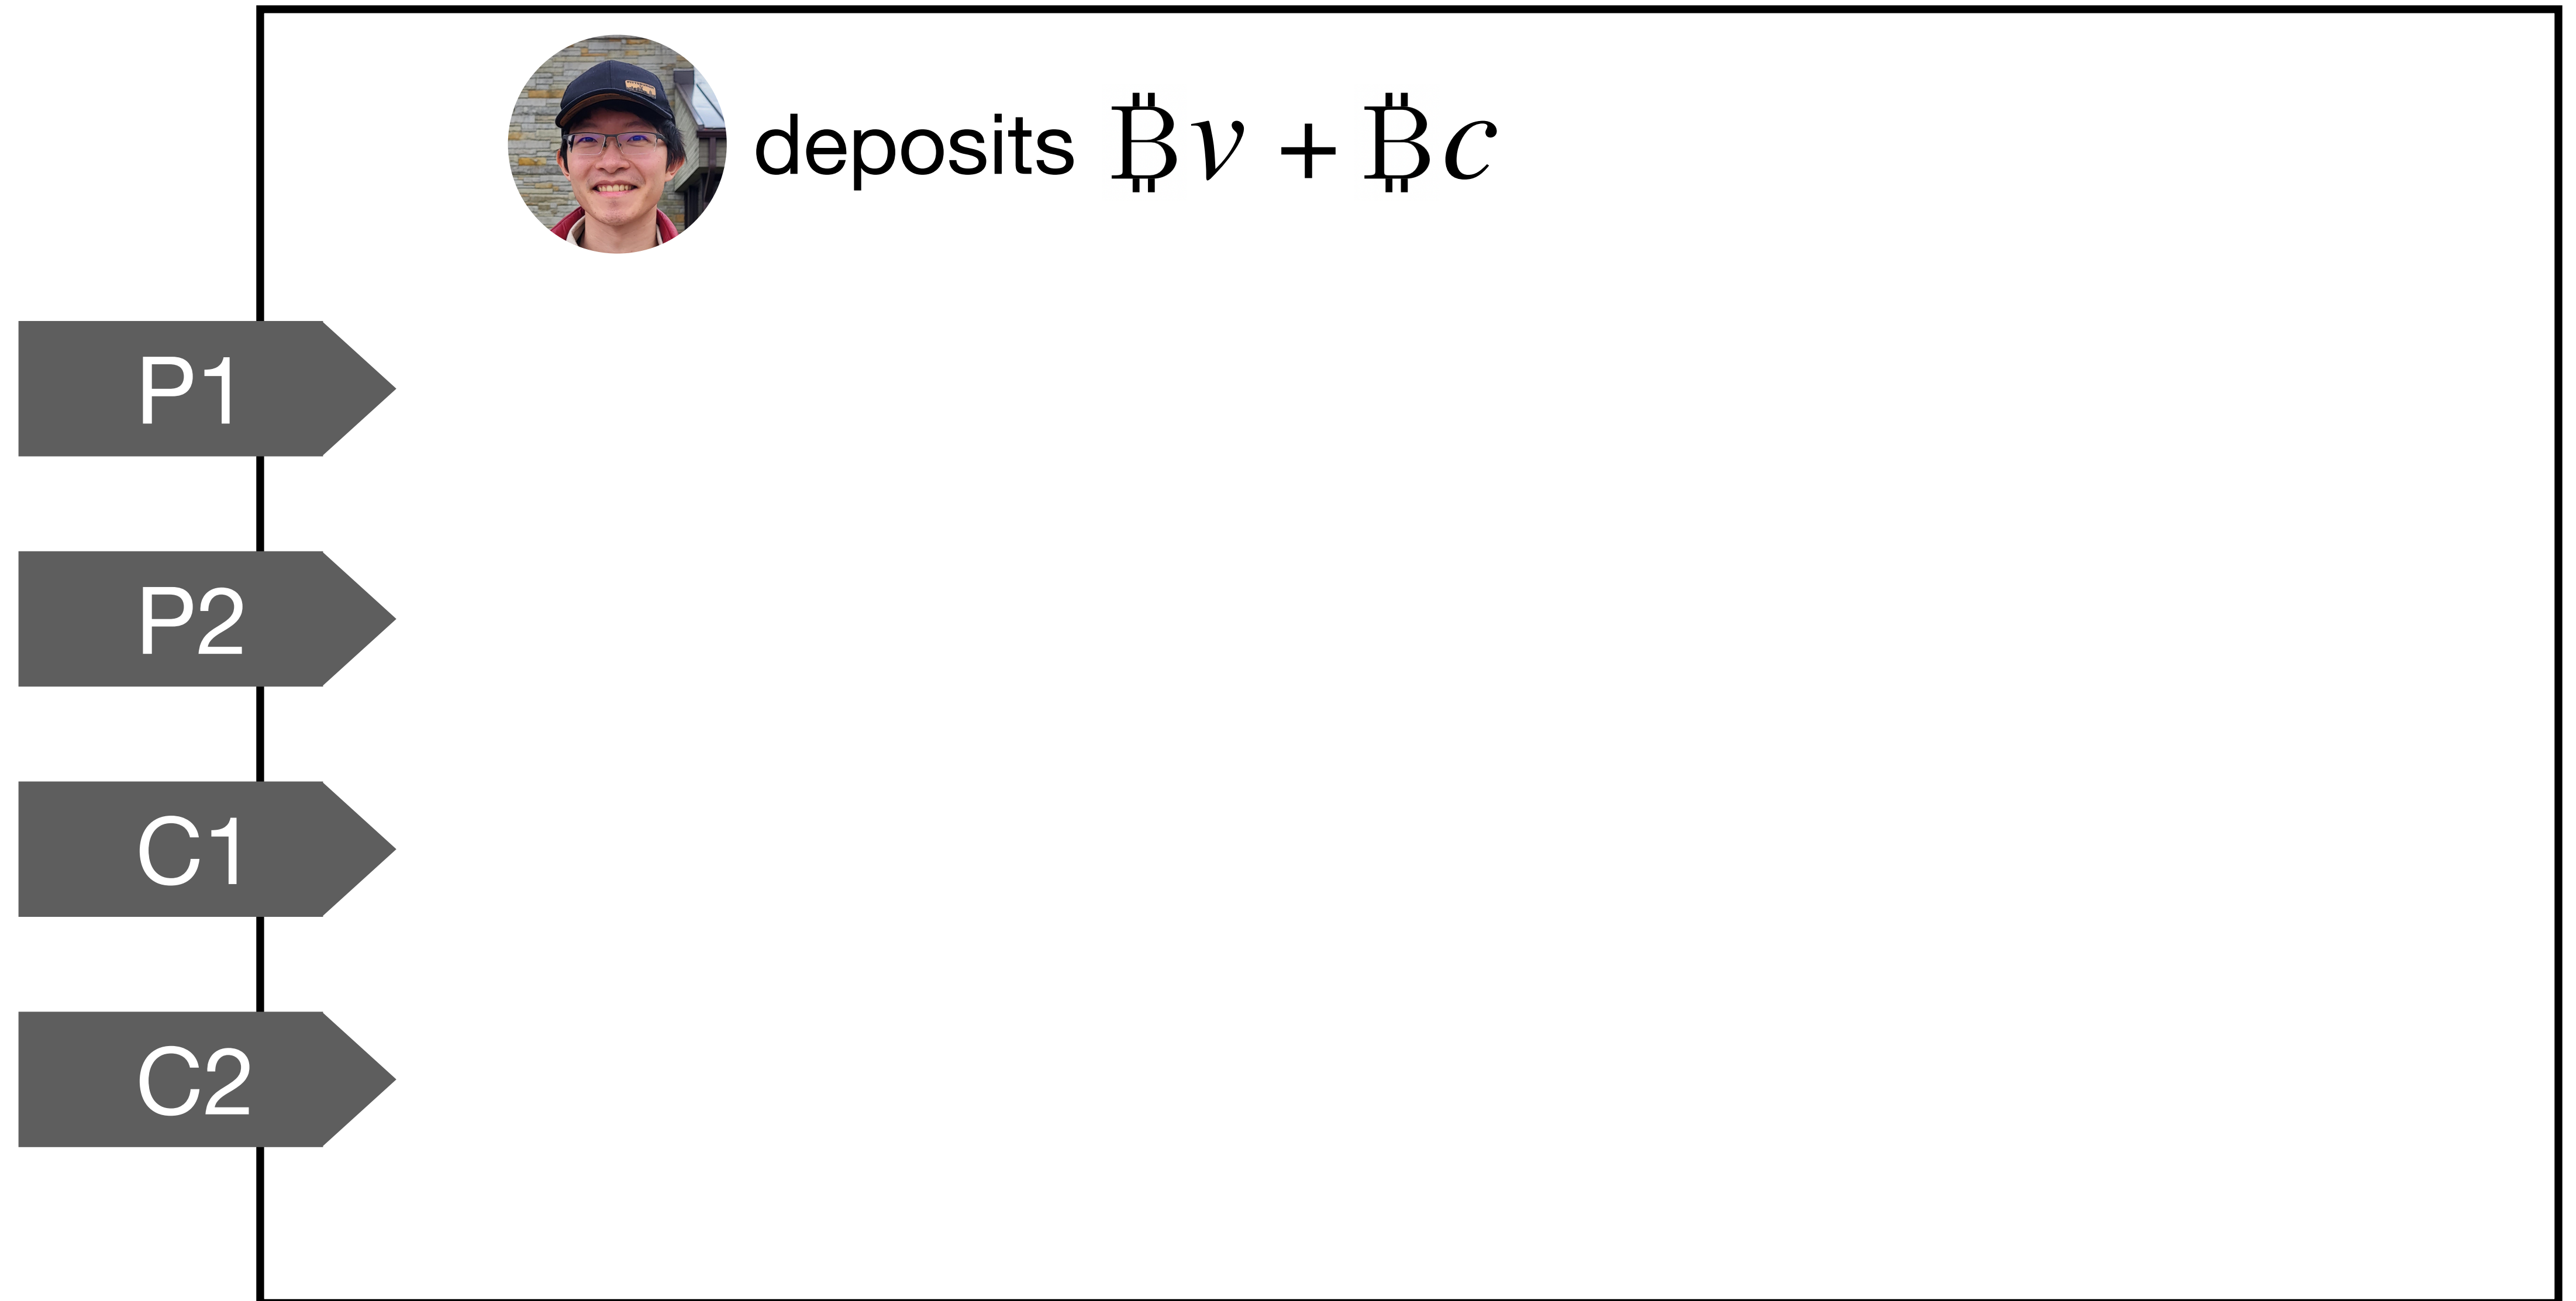 deposits ₿v + ₿c
P1
P2
C1
C2